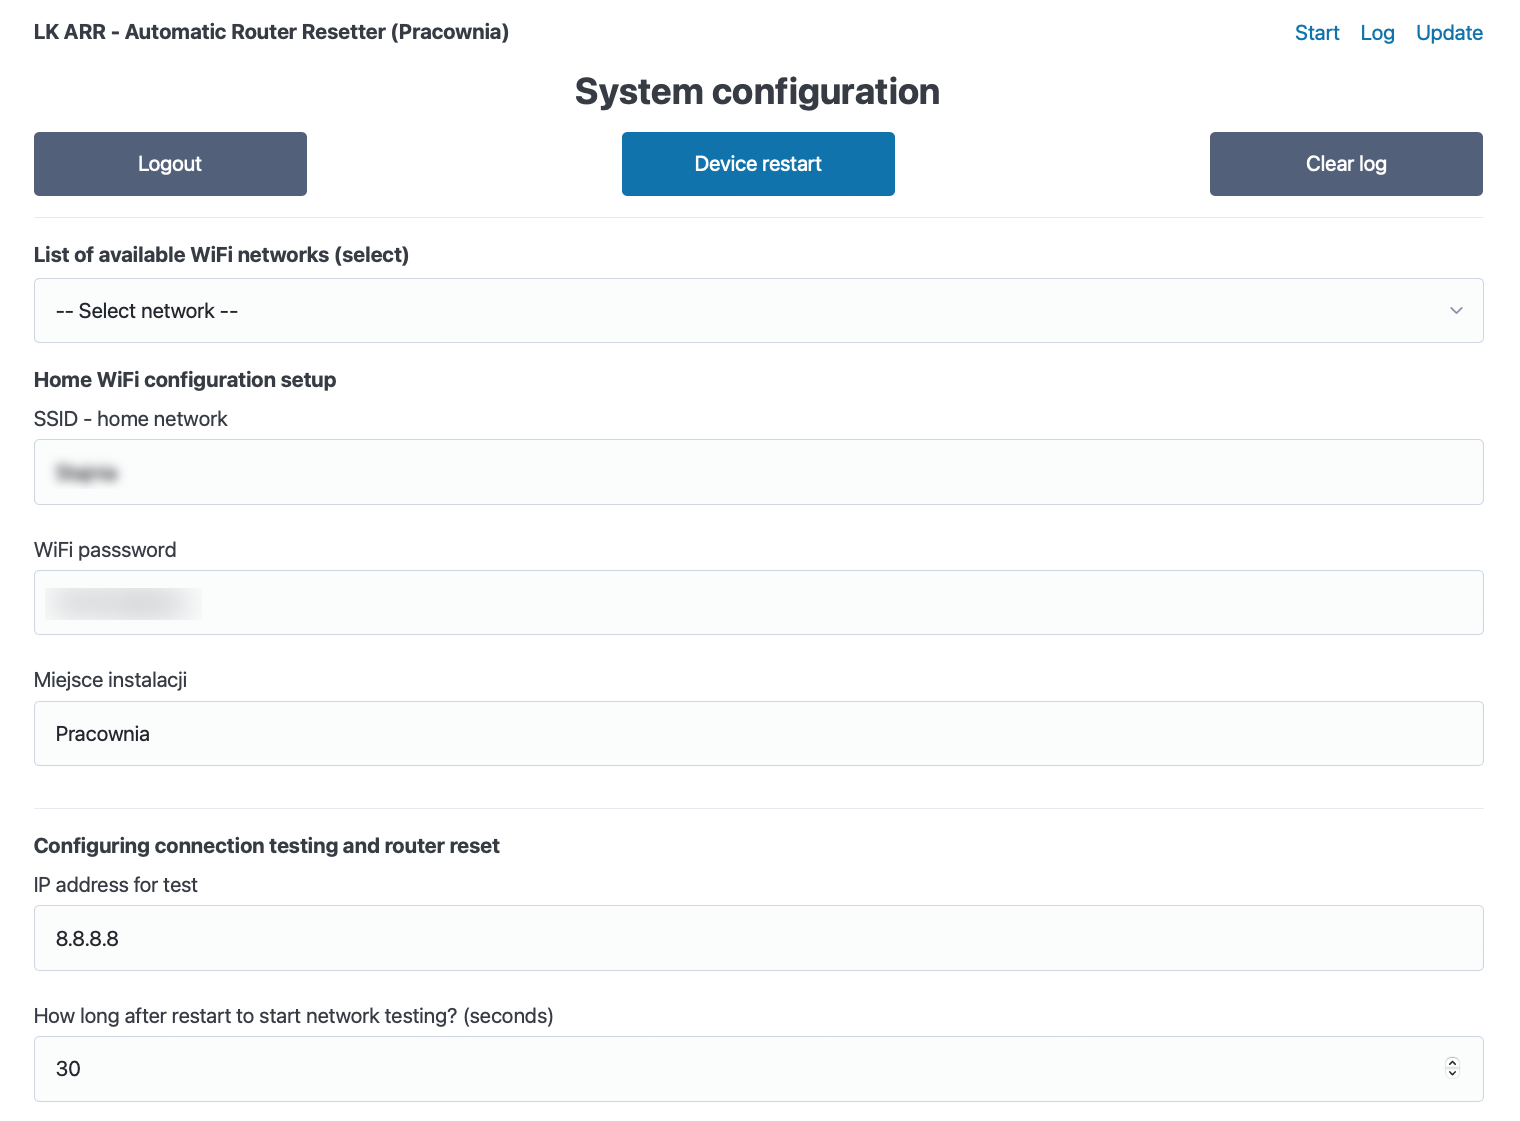 LK ARR - Automatic Router Resetter (Pracownia)
Start Log Update
System configuration
Logout
Device restart
Clear log
List of available WiFi networks (select)
-- Select network --
Home WiFi configuration setup
SSID - home network
WiFi passsword
Miejsce instalacji
Pracownia
Configuring connection testing and router reset
IP address for test
8.8.8.8
How long after restart to start network testing? (seconds)
30